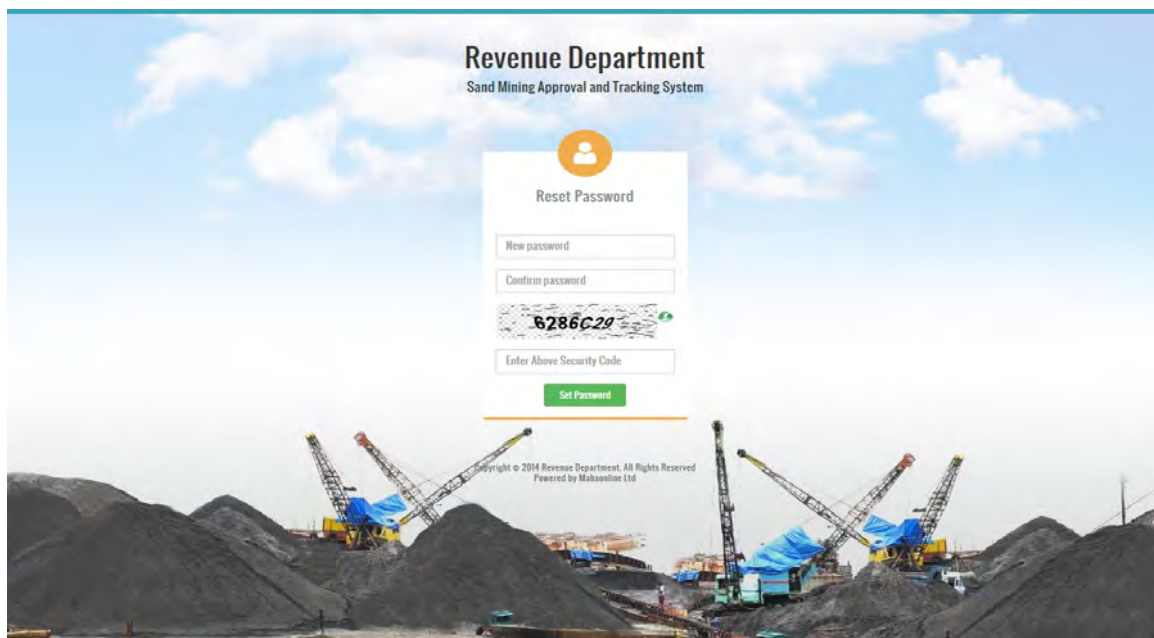 Revenue Department
Sand Mining Approval and Tracking System
Reset Password
New password
Confirm password
6286C29
Enter Above Security Code
Set Password
Copyright © 2014 Revenue Department, All Rights Reserved
Powered by Mahaonline Ltd